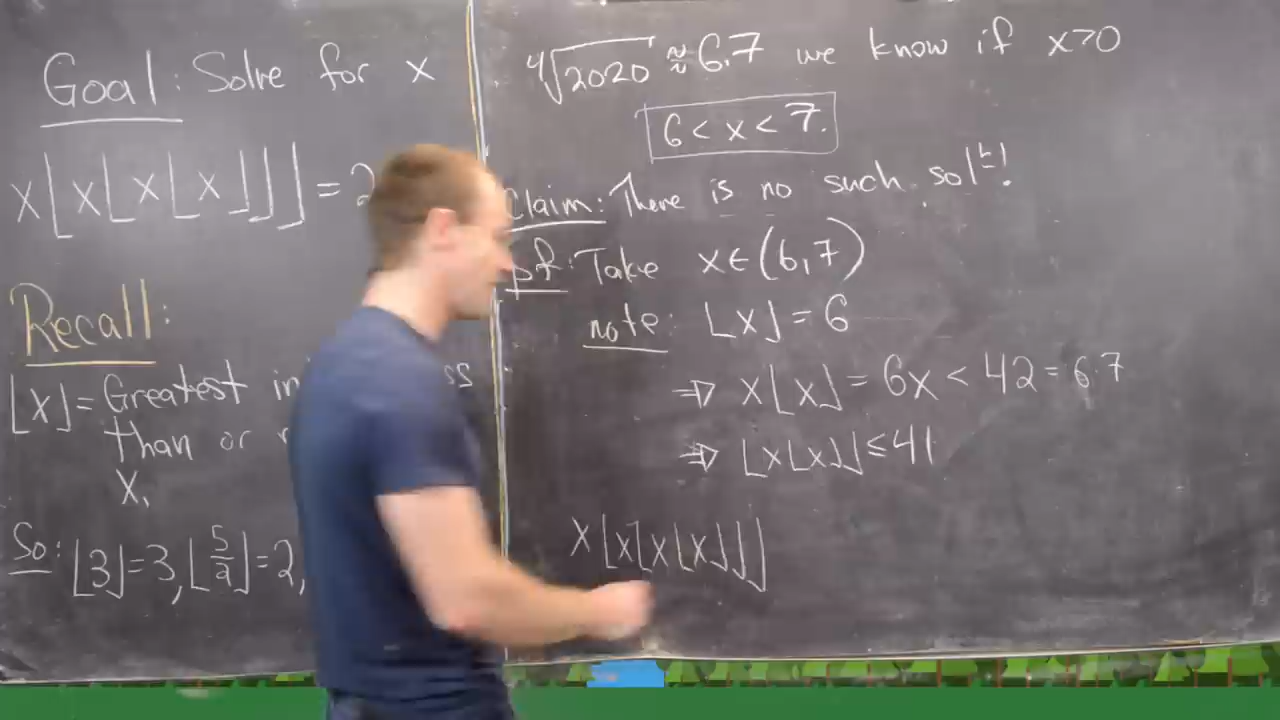 Goal: Solve for x
x⌊x⌊x⌊x⌋⌋⌋ = 2
Recall:
⌊x⌋ = Greatest in ss
than or
x,
So: ⌊3⌋=3, ⌊5/2⌋=2,
∜2020 ≈ 6.7 we know if x>0
6 < x < 7.
Claim: There is no such solt!
pf: Take x∈(6,7)
note: ⌊x⌋ = 6
⇒ x⌊x⌋ = 6x < 42 = 6·7
⇒ ⌊x⌊x⌋⌋ ≤ 41
x⌊x⌊x⌊x⌋⌋⌋